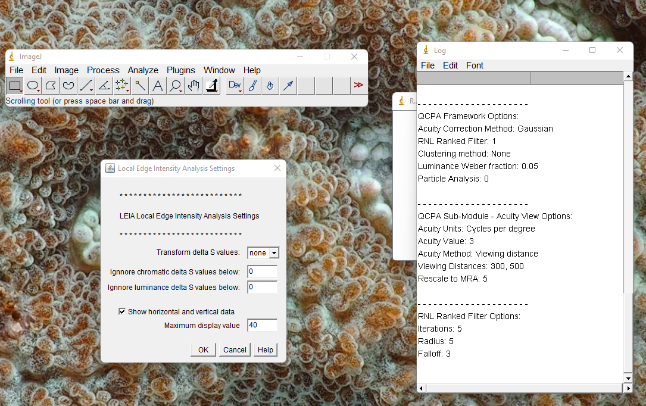 ImageJ
File Edit Image Process Analyze Plugins Window Help
Dev
Scrolling tool (or press space bar and drag)
Local Edge Intensity Analysis Settings
* * * * * * * * * * * * * * * * * * * * * * * * * *
LEIA Local Edge Intensity Analysis Settings
* * * * * * * * * * * * * * * * * * * * * * * * * *
Transform delta S values: none
Ignnore chromatic delta S values below: 0
Ignnore luminance delta S values below: 0
Show horizontal and vertical data
Maximum display value 40
OK Cancel Help
Log
File Edit Font
- - - - - - - - - - - - - - - - - - - - - -
QCPA Framework Options:
Acuity Correction Method: Gaussian
RNL Ranked Filter: 1
Clustering method: None
Luminance Weber fraction: 0.05
Particle Analysis: 0
- - - - - - - - - - - - - - - - - - - - - -
QCPA Sub-Module - Acuity View Options:
Acuity Units: Cycles per degree
Acuity Value: 3
Acuity Method: Viewing distance
Viewing Distances: 300, 500
Rescale to MRA: 5
- - - - - - - - - - - - - - - - - - - - - -
RNL Ranked Filter Options:
Iterations: 5
Radius: 5
Falloff: 3